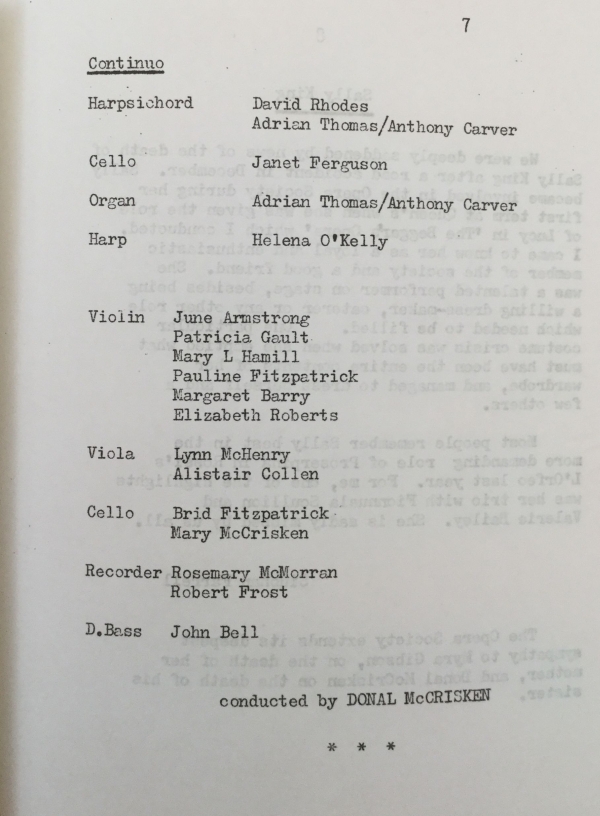 7
Continuo
Harpsichord David Rhodes
Adrian Thomas/Anthony Carver
Cello Janet Ferguson
Organ Adrian Thomas/Anthony Carver
Harp Helena O'Kelly
Violin June Armstrong
Patricia Gault
Mary L Hamill
Pauline Fitzpatrick
Margaret Barry
Elizabeth Roberts
Viola Lynn McHenry
Alistair Collen
Cello Brid Fitzpatrick
Mary McCrisken
Recorder Rosemary McMorran
Robert Frost
D.Bass John Bell
conducted by DONAL McCRISKEN
* * *